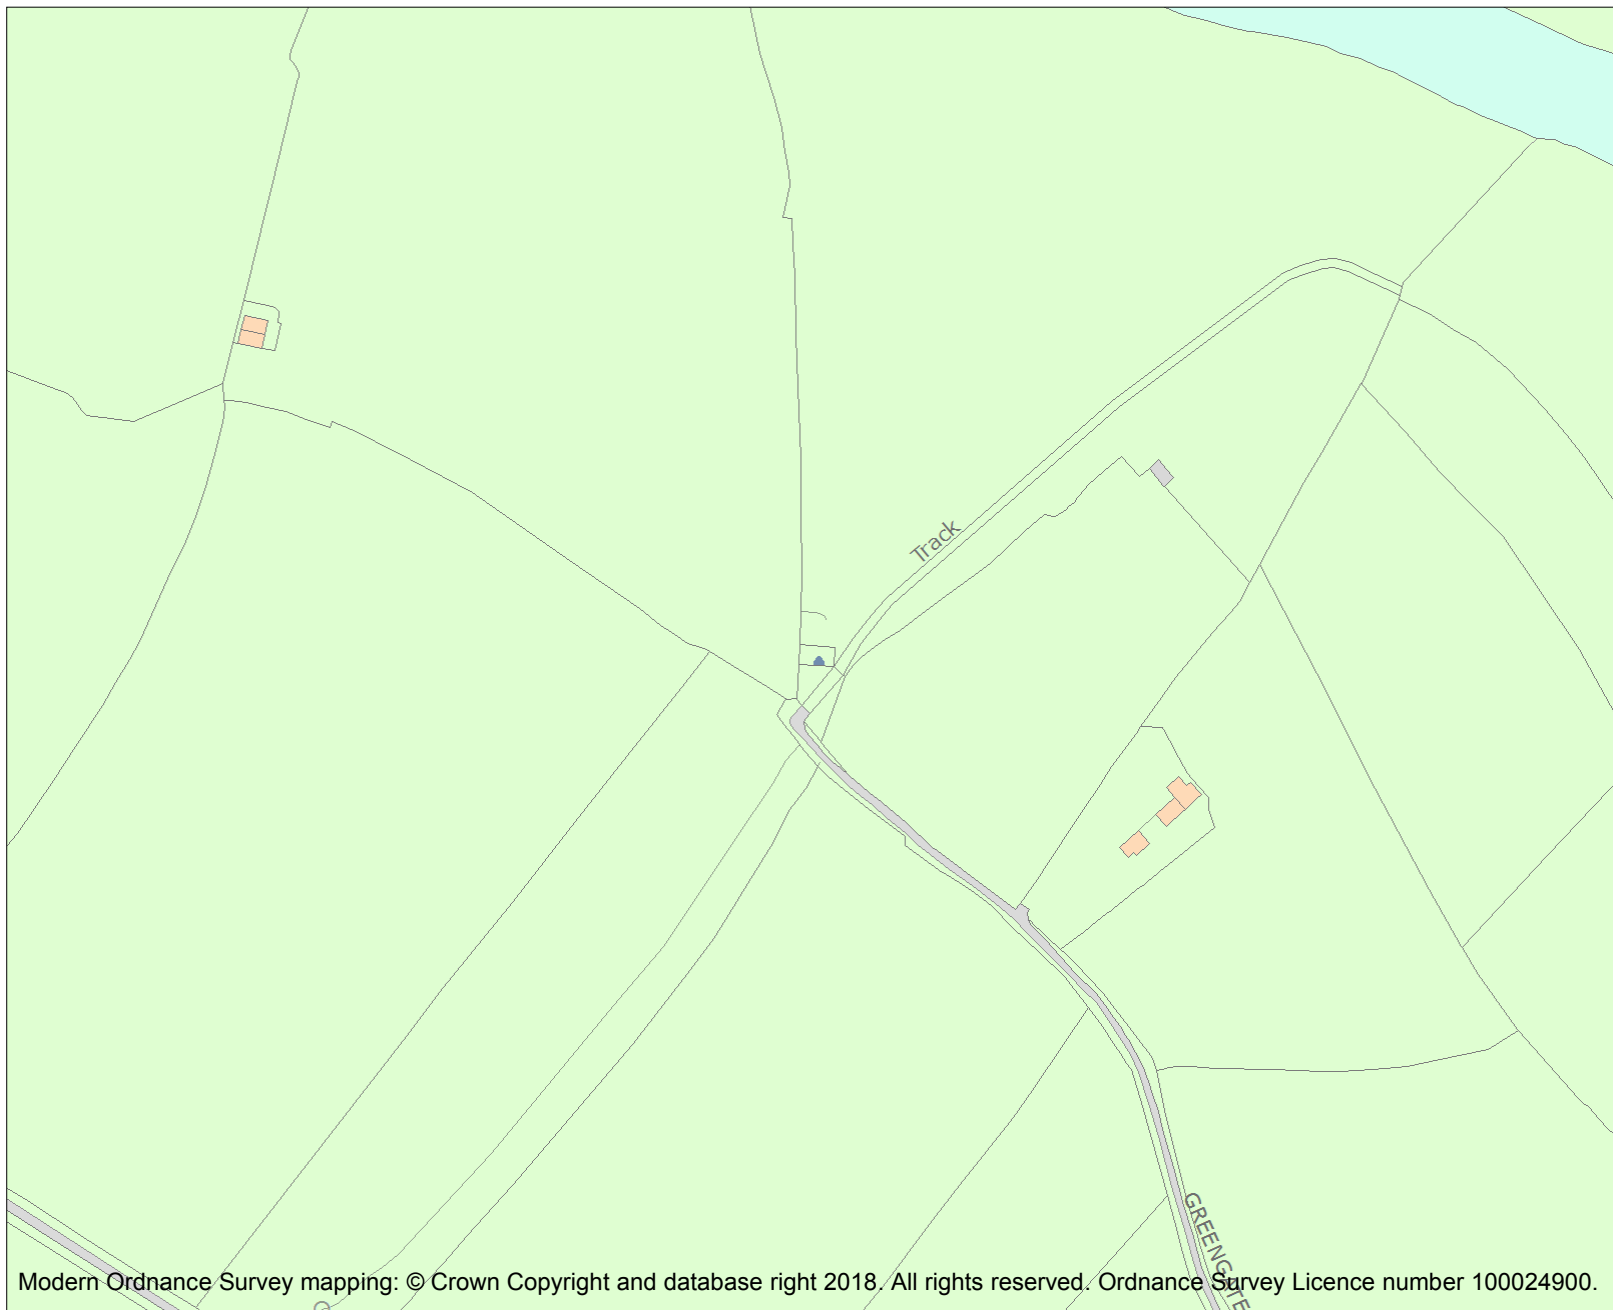 Track
GREENGATE
Modern Ordnance Survey mapping: © Crown Copyright and database right 2018. All rights reserved. Ordnance Survey Licence number 100024900.